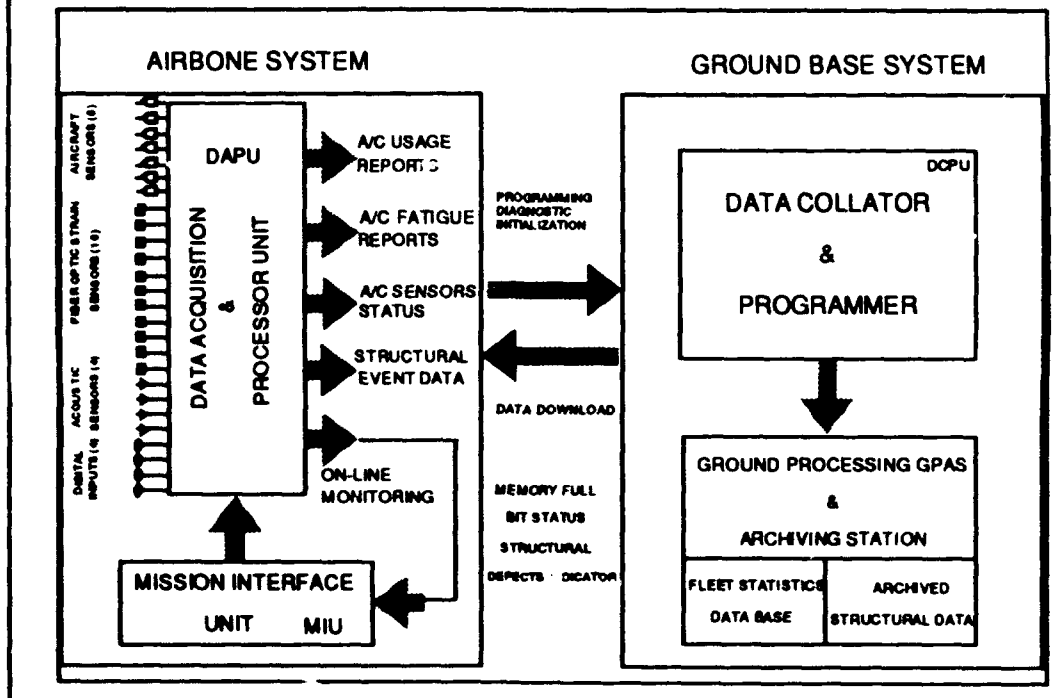 AIRBONE SYSTEM
GROUND BASE SYSTEM
AIRCRAFT
SENSORS (8)
FIBER OPTIC STRAIN
SENSORS (16)
ACOUSTIC
SENSORS (4)
DIGITAL
INPUTS (4)
DAPU
DATA ACQUISITION
&
PROCESSOR UNIT
A/C USAGE
REPORTS
A/C FATIGUE
REPORTS
A/C SENSORS
STATUS
STRUCTURAL
EVENT DATA
ON-LINE
MONITORING
MISSION INTERFACE
UNIT MIU
PROGRAMMING
DIAGNOSTIC
INITIALIZATION
DATA DOWNLOAD
MEMORY FULL
BIT STATUS
STRUCTURAL
DEFECTS
DCPU
DATA COLLATOR
&
PROGRAMMER
GROUND PROCESSING GPAS
&
ARCHIVING STATION
FLEET STATISTICS
DATA BASE
ARCHIVED
STRUCTURAL DATA